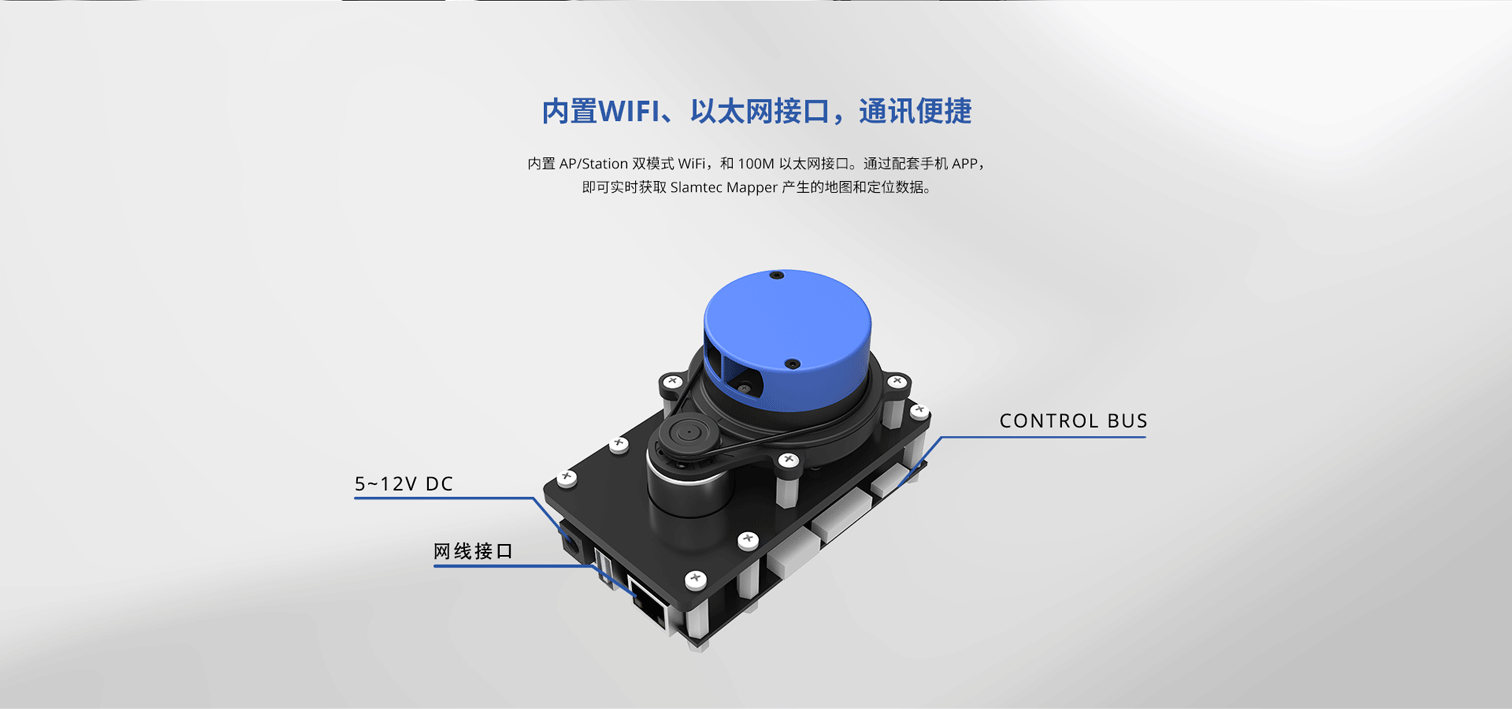 内置WIFI、以太网接口，通讯便捷
内置 AP/Station 双模式 WiFi，和 100M 以太网接口。通过配套手机 APP，
即可实时获取 Slamtec Mapper 产生的地图和定位数据。
CONTROL BUS
5~12V DC
网线接口